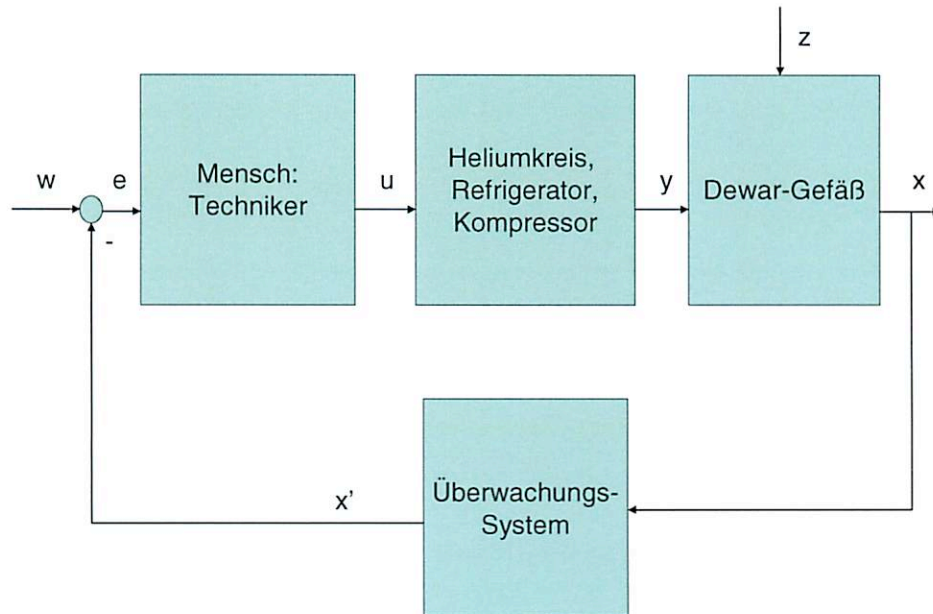 z
w
e
Mensch:
Techniker
u
Heliumkreis,
Refrigerator,
Kompressor
y
Dewar-Gefäß
x
-
x’
Überwachungs-
System